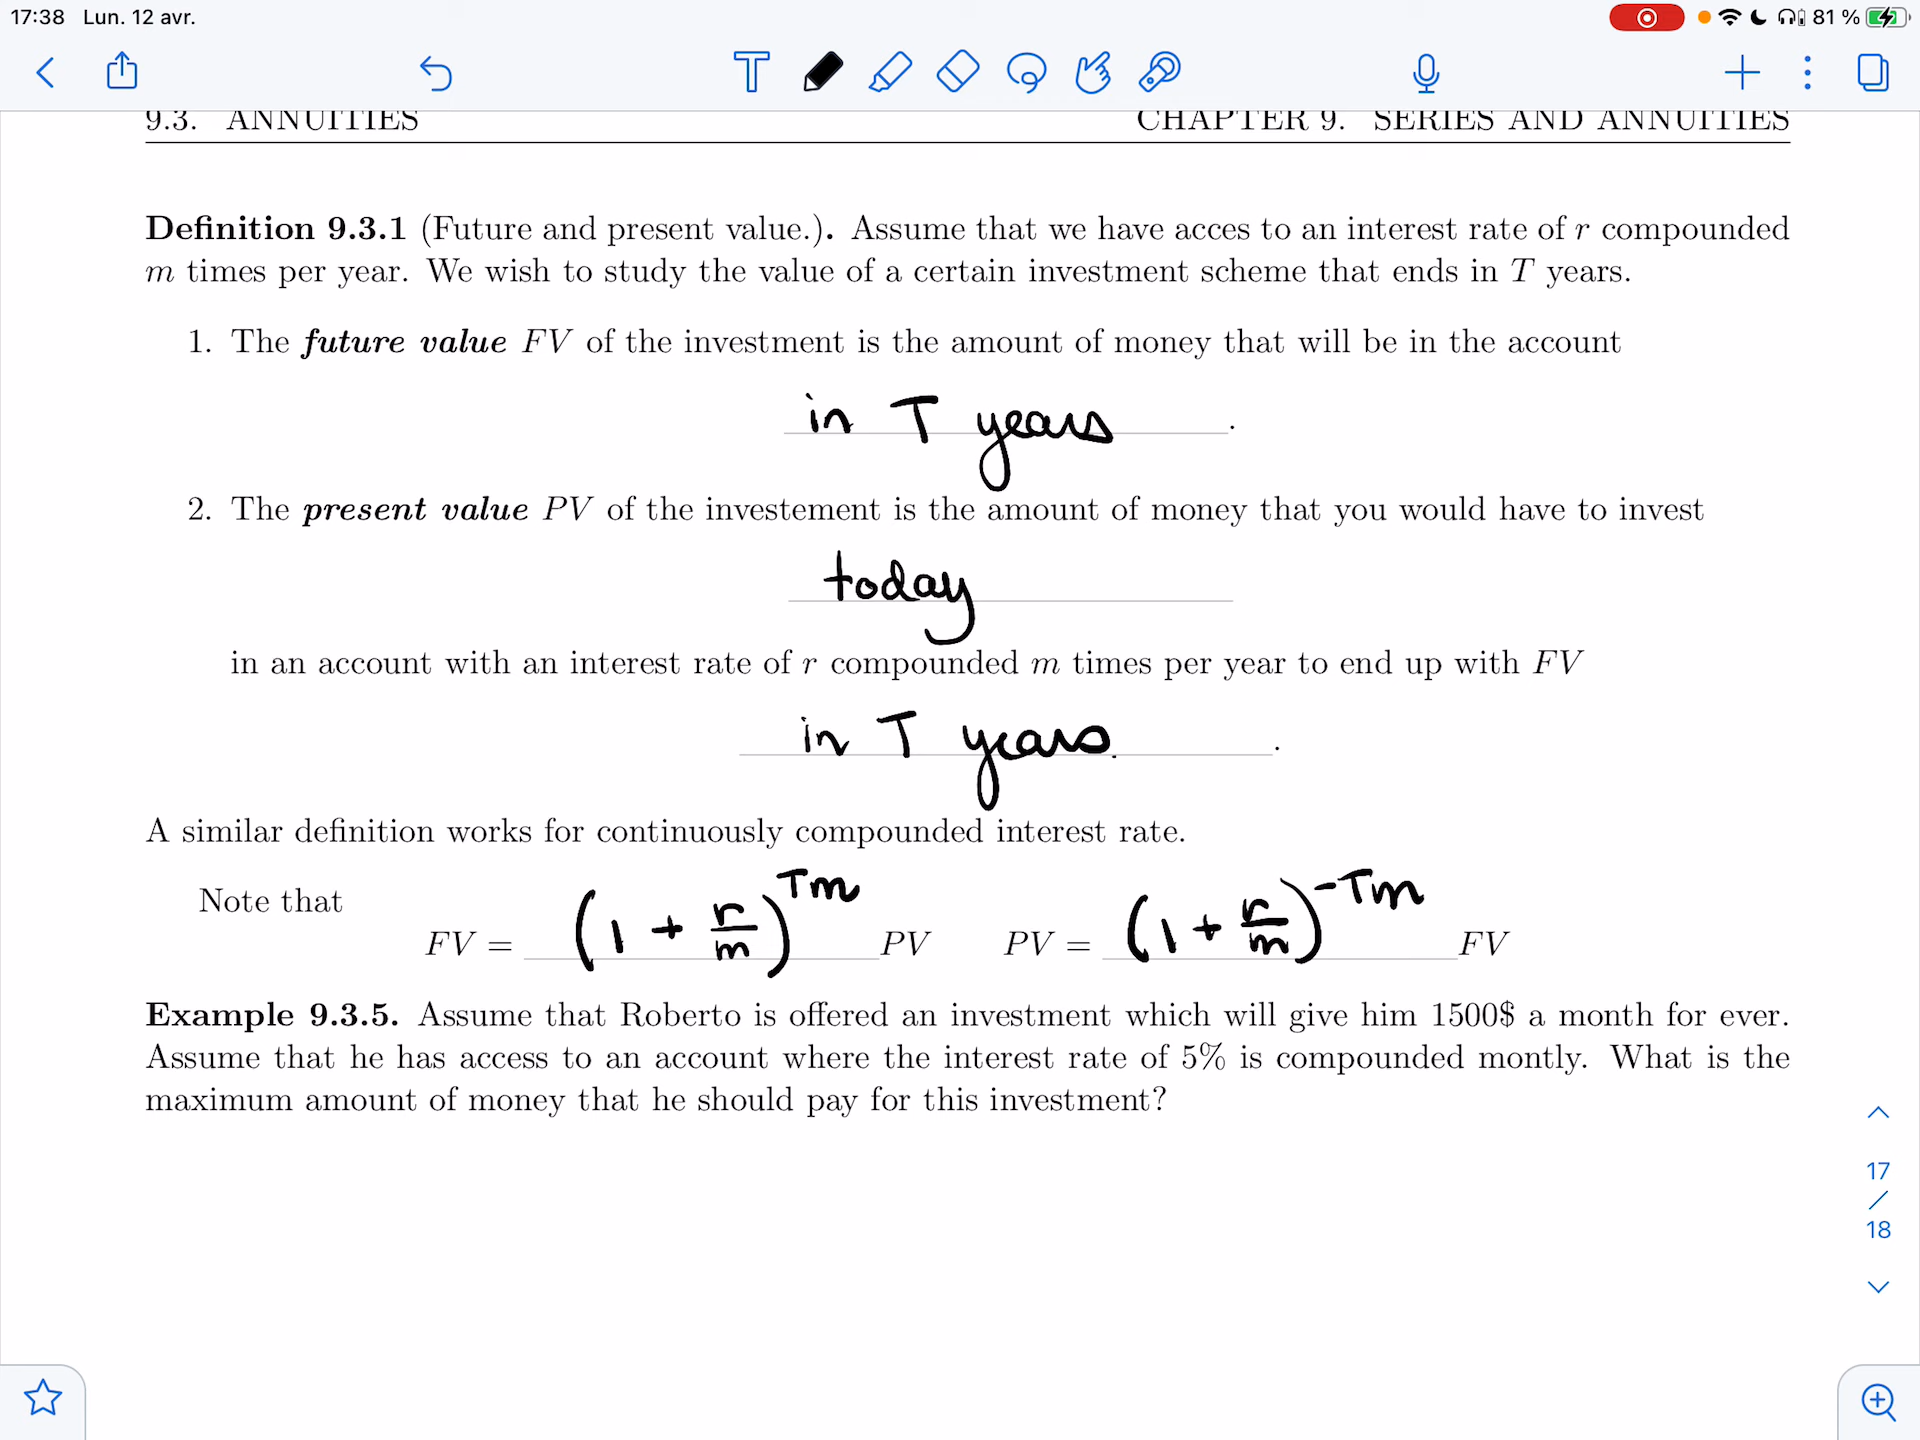 17:38 Lun. 12 avr. 81 %
9.3. ANNUITIES CHAPTER 9. SERIES AND ANNUITIES
Definition 9.3.1 (Future and present value.). Assume that we have acces to an interest rate of r compounded
m times per year. We wish to study the value of a certain investment scheme that ends in T years.
1. The future value FV of the investment is the amount of money that will be in the account
in T years .
2. The present value PV of the investement is the amount of money that you would have to invest
today
in an account with an interest rate of r compounded m times per year to end up with FV
in T years. .
A similar definition works for continuously compounded interest rate.
Note that
FV = (1 + r/m)^Tm PV PV = (1 + r/m)^-Tm FV
Example 9.3.5. Assume that Roberto is offered an investment which will give him 1500$ a month for ever.
Assume that he has access to an account where the interest rate of 5% is compounded montly. What is the
maximum amount of money that he should pay for this investment?
17
/
18